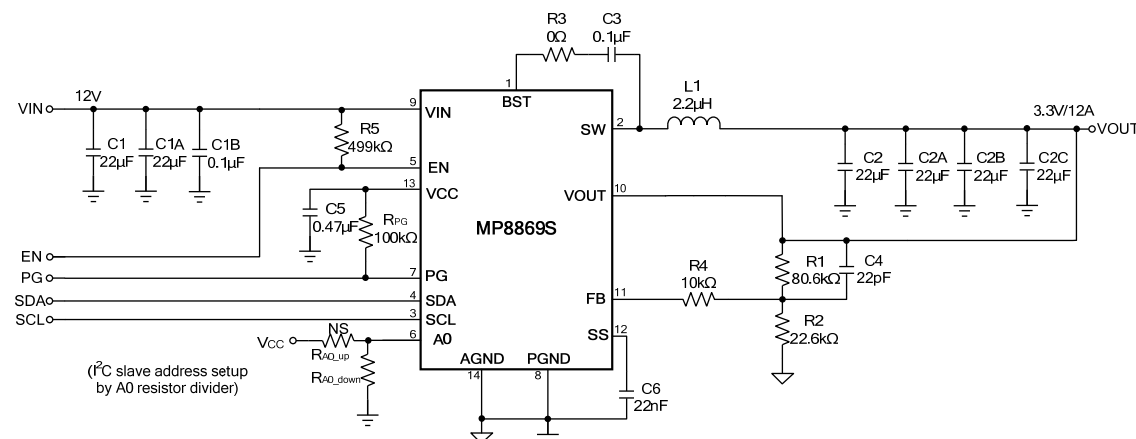 R3
0Ω
C3
0.1µF
1
BST
VIN
12V
9
VIN
C1
22µF
C1A
22µF
C1B
0.1µF
R5
499kΩ
5
EN
13
VCC
C5
0.47µF
RPG
100kΩ
MP8869S
SW
2
L1
2.2µH
3.3V/12A
VOUT
C2
22µF
C2A
22µF
C2B
22µF
C2C
22µF
VOUT
10
EN
PG
7
PG
SDA
4
SDA
SCL
3
SCL
6
A0
R4
10kΩ
R1
80.6kΩ
C4
22pF
FB
11
R2
22.6kΩ
SS
12
VCC
NS
RA0_up
RA0_down
AGND
14
PGND
8
C6
22nF
(I²C slave address setup
by A0 resistor divider)